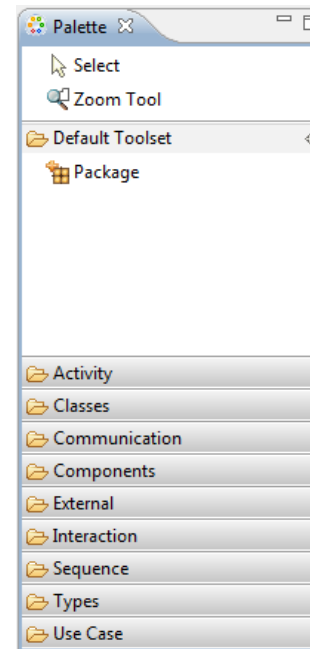 Palette
Select
Zoom Tool
Default Toolset
Package
Activity
Classes
Communication
Components
External
Interaction
Sequence
Types
Use Case